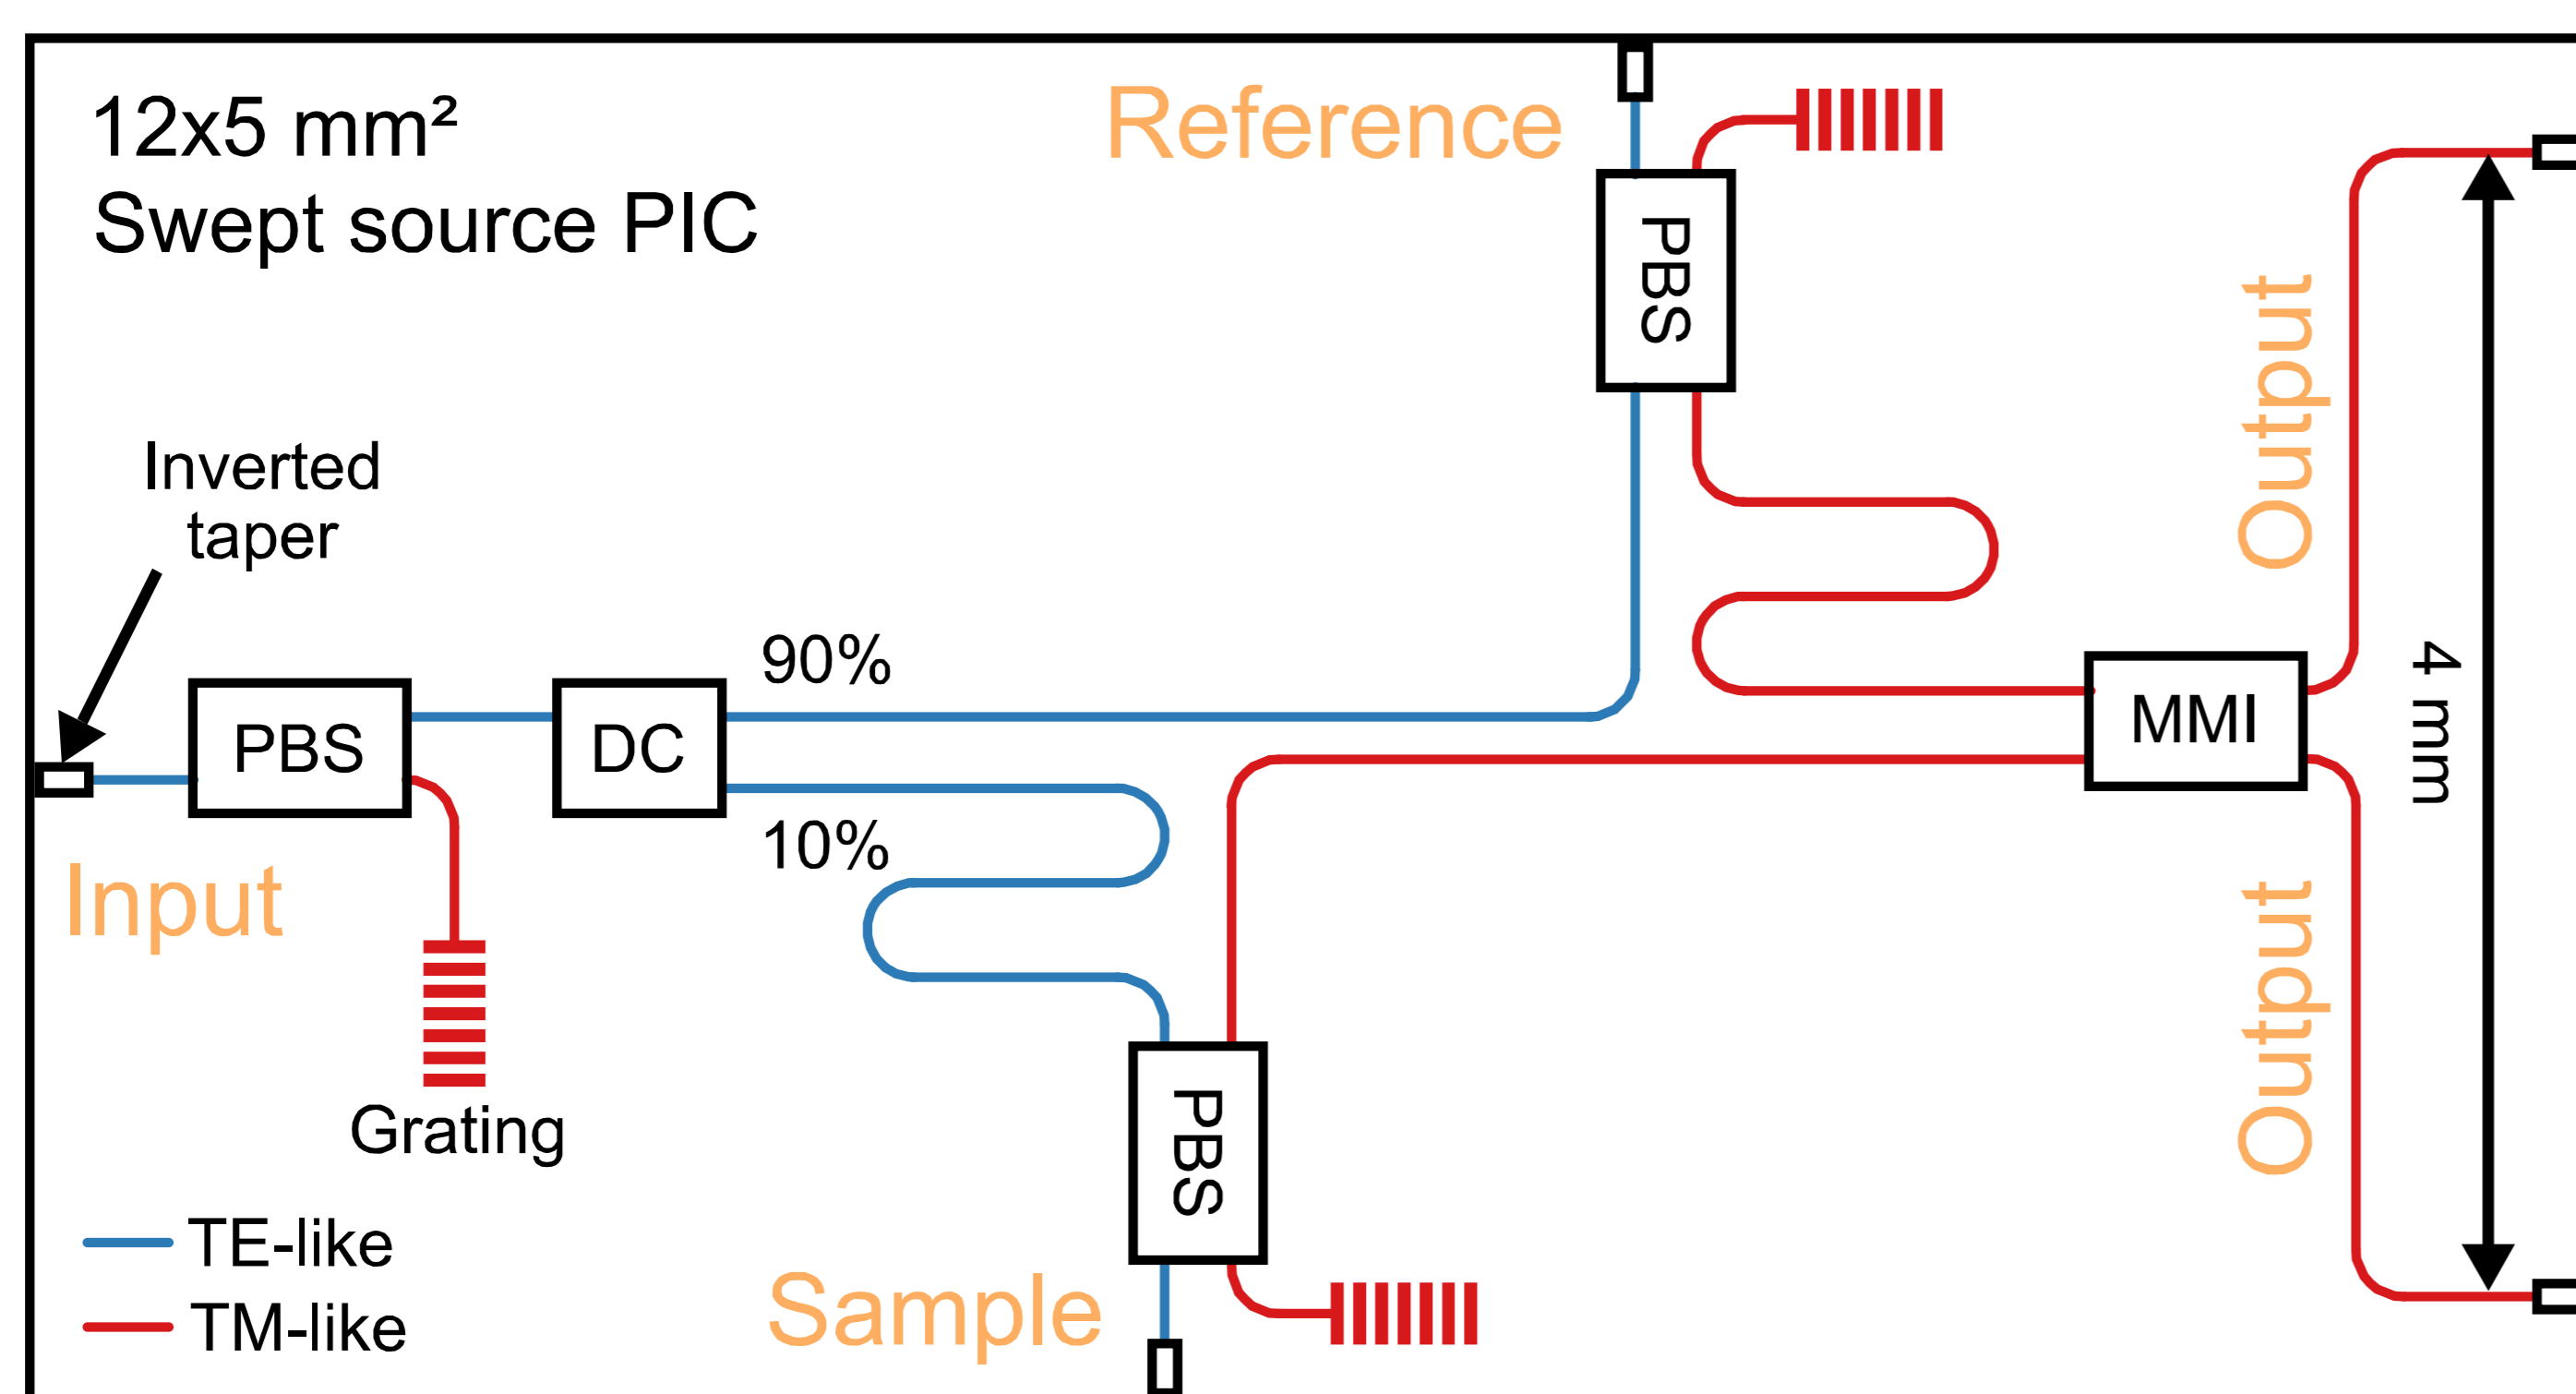 12x5 mm²
Swept source PIC
Reference
PBS
Output
Inverted
taper
90%
PBS
DC
MMI
4 mm
10%
Input
Output
Grating
PBS
TE-like
Sample
TM-like